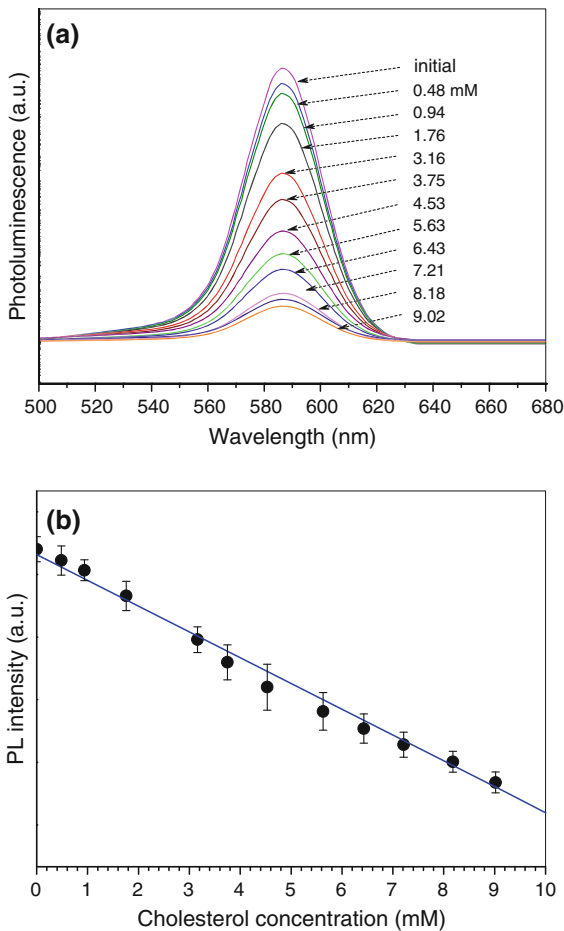 (a)
Photoluminescence (a.u.)
initial
0.48 mM
0.94
1.76
3.16
3.75
4.53
5.63
6.43
7.21
8.18
9.02
500 520 540 560 580 600 620 640 660 680
Wavelength (nm)
(b)
PL intensity (a.u.)
0 1 2 3 4 5 6 7 8 9 10
Cholesterol concentration (mM)